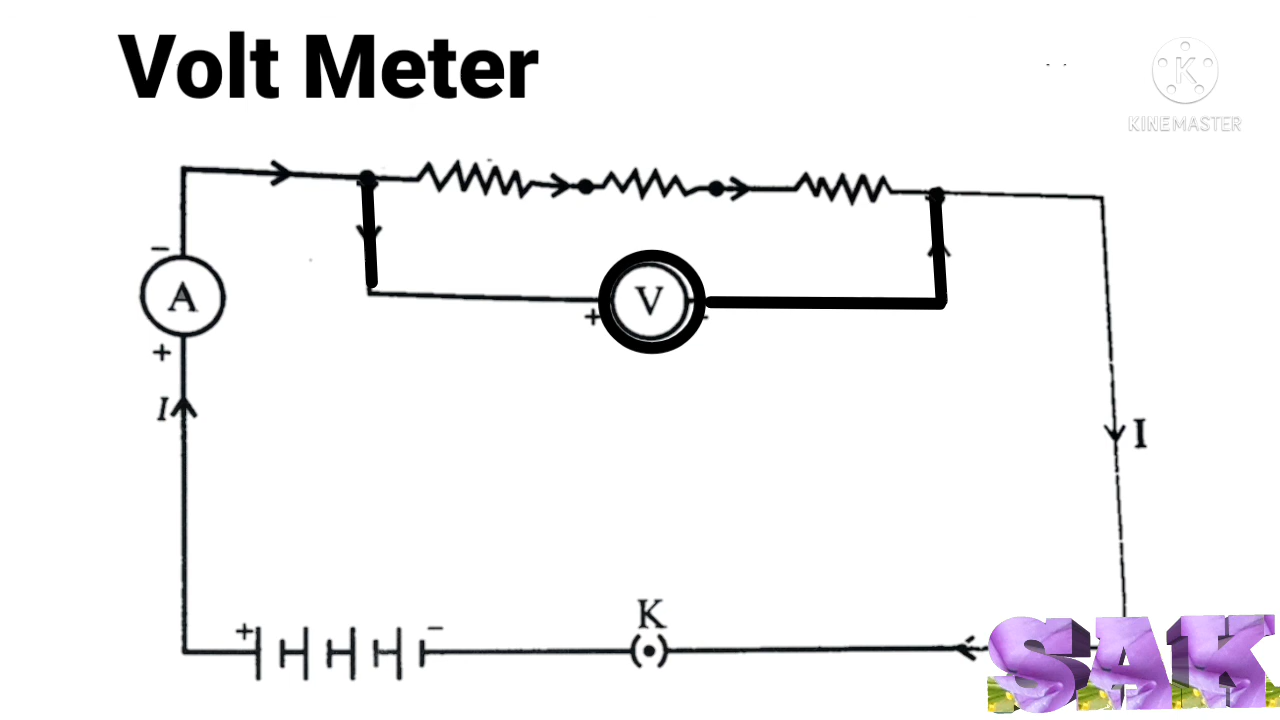 Volt Meter
K
KINEMASTER
−
A
+
I
+ V -
I
K
+ −
SAK